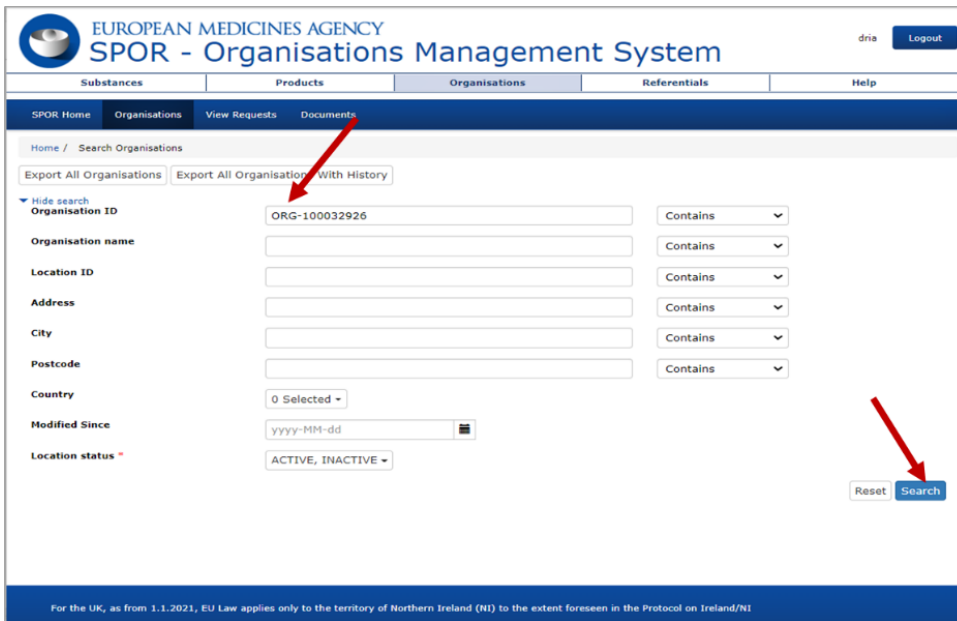 EUROPEAN MEDICINES AGENCY
SPOR - Organisations Management System
dria Logout
Substances Products Organisations Referentials Help
SPOR Home Organisations View Requests Documents
Home / Search Organisations
Export All Organisations Export All Organisations With History
Hide search
Organisation ID ORG-100032926 Contains
Organisation name Contains
Location ID Contains
Address Contains
City Contains
Postcode Contains
Country 0 Selected
Modified Since yyyy-MM-dd
Location status * ACTIVE, INACTIVE
Reset Search
For the UK, as from 1.1.2021, EU Law applies only to the territory of Northern Ireland (NI) to the extent foreseen in the Protocol on Ireland/NI